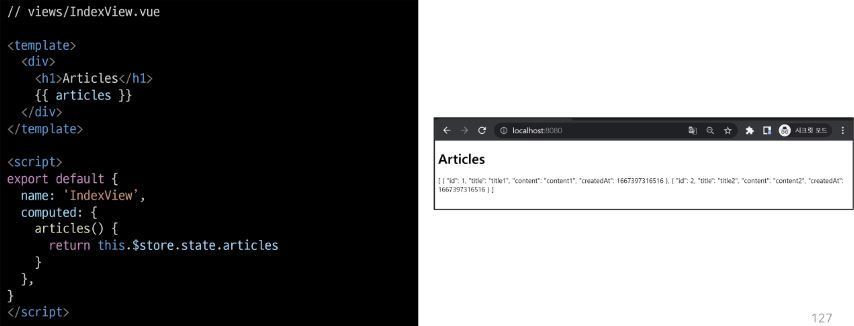 // views/IndexView.vue
<template>
<div>
<h1>Articles</h1>
{{ articles }}
</div>
</template>
<script>
export default {
name: 'IndexView',
computed: {
articles() {
return this.$store.state.articles
}
},
}
</script>
localhost:8080
시크릿 모드
Articles
[ { "id": 1, "title": "title1", "content": "content1", "createdAt": 1667397316516 }, { "id": 2, "title": "title2", "content": "content2", "createdAt":
1667397316516 } ]
127